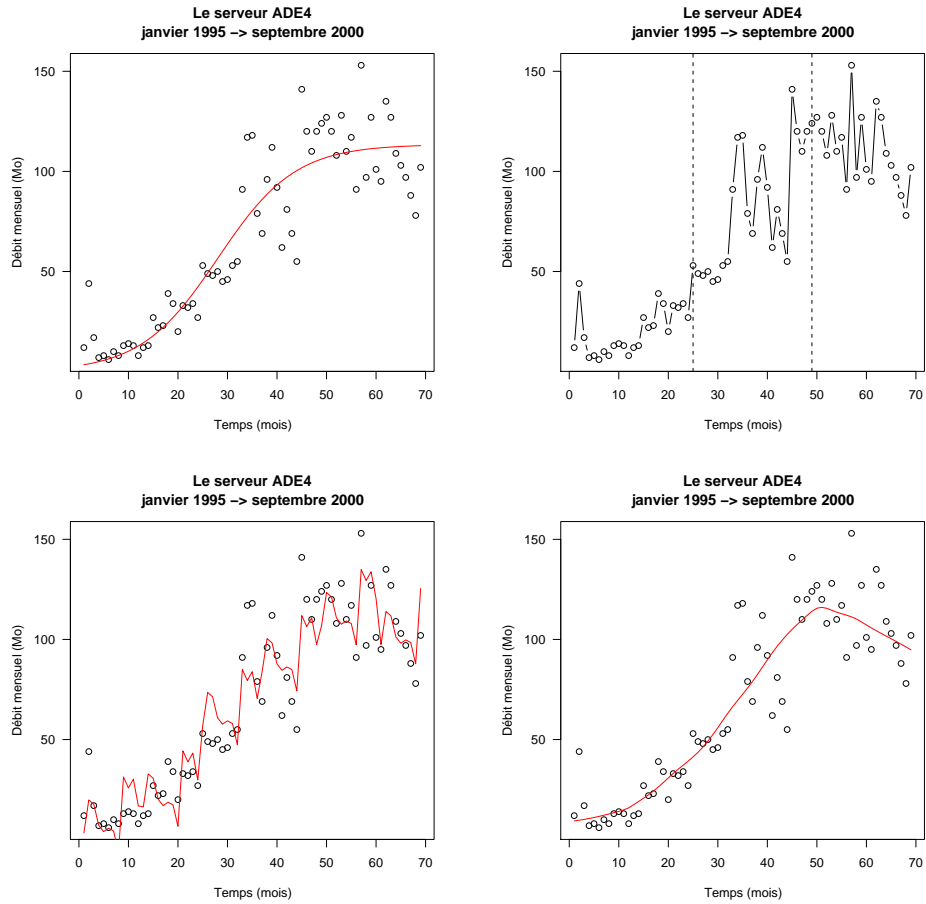 Le serveur ADE4
janvier 1995 −> septembre 2000
Débit mensuel (Mo)
150
100
50
0 10 20 30 40 50 60 70
Temps (mois)
Le serveur ADE4
janvier 1995 −> septembre 2000
Débit mensuel (Mo)
150
100
50
0 10 20 30 40 50 60 70
Temps (mois)
Le serveur ADE4
janvier 1995 −> septembre 2000
Débit mensuel (Mo)
150
100
50
0 10 20 30 40 50 60 70
Temps (mois)
Le serveur ADE4
janvier 1995 −> septembre 2000
Débit mensuel (Mo)
150
100
50
0 10 20 30 40 50 60 70
Temps (mois)